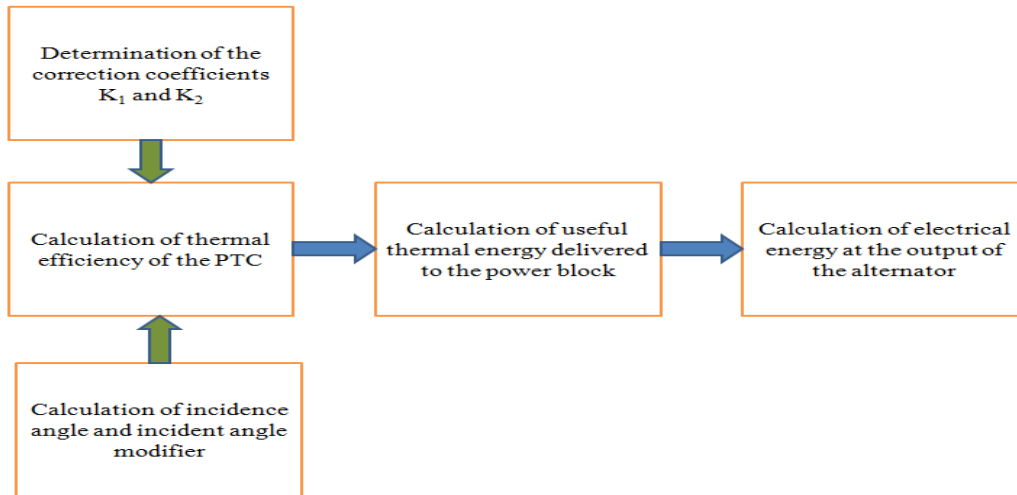 Determination of the
correction coefficients
K₁ and K₂
Calculation of thermal
efficiency of the PTC
Calculation of useful
thermal energy delivered
to the power block
Calculation of electrical
energy at the output of
the alternator
Calculation of incidence
angle and incident angle
modifier